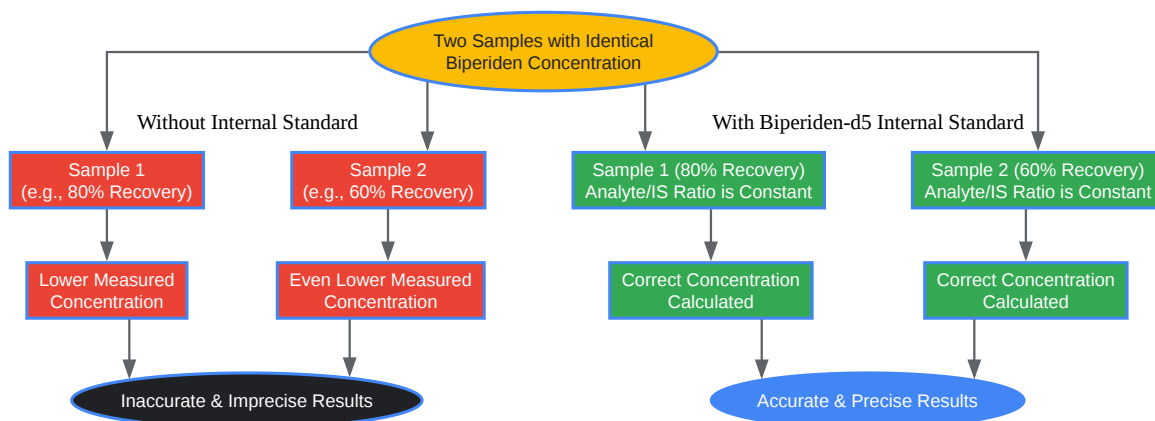 Two Samples with Identical
Biperiden Concentration
Without Internal Standard
With Biperiden-d5 Internal Standard
Sample 1
(e.g., 80% Recovery)
Sample 2
(e.g., 60% Recovery)
Sample 1 (80% Recovery)
Analyte/IS Ratio is Constant
Sample 2 (60% Recovery)
Analyte/IS Ratio is Constant
Lower Measured
Concentration
Even Lower Measured
Concentration
Correct Concentration
Calculated
Correct Concentration
Calculated
Inaccurate & Imprecise Results
Accurate & Precise Results